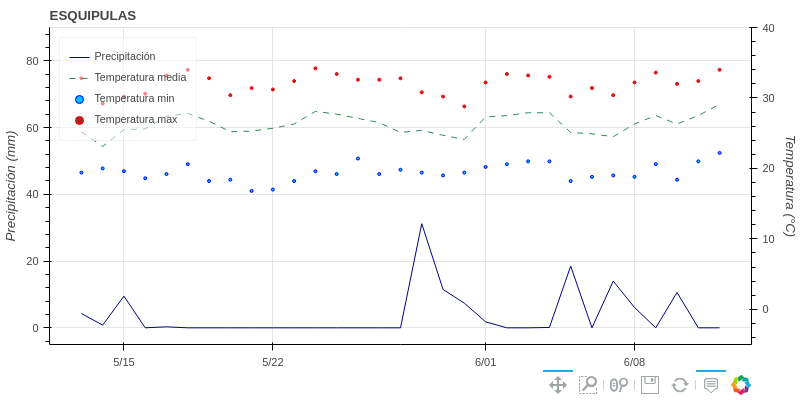 ESQUIPULAS
Precipitación
Temperatura media
Temperatura min
Temperatura max
Precipitación (mm)
80
60
40
20
0
Temperatura (°C)
40
30
20
10
0
5/15
5/22
6/01
6/08